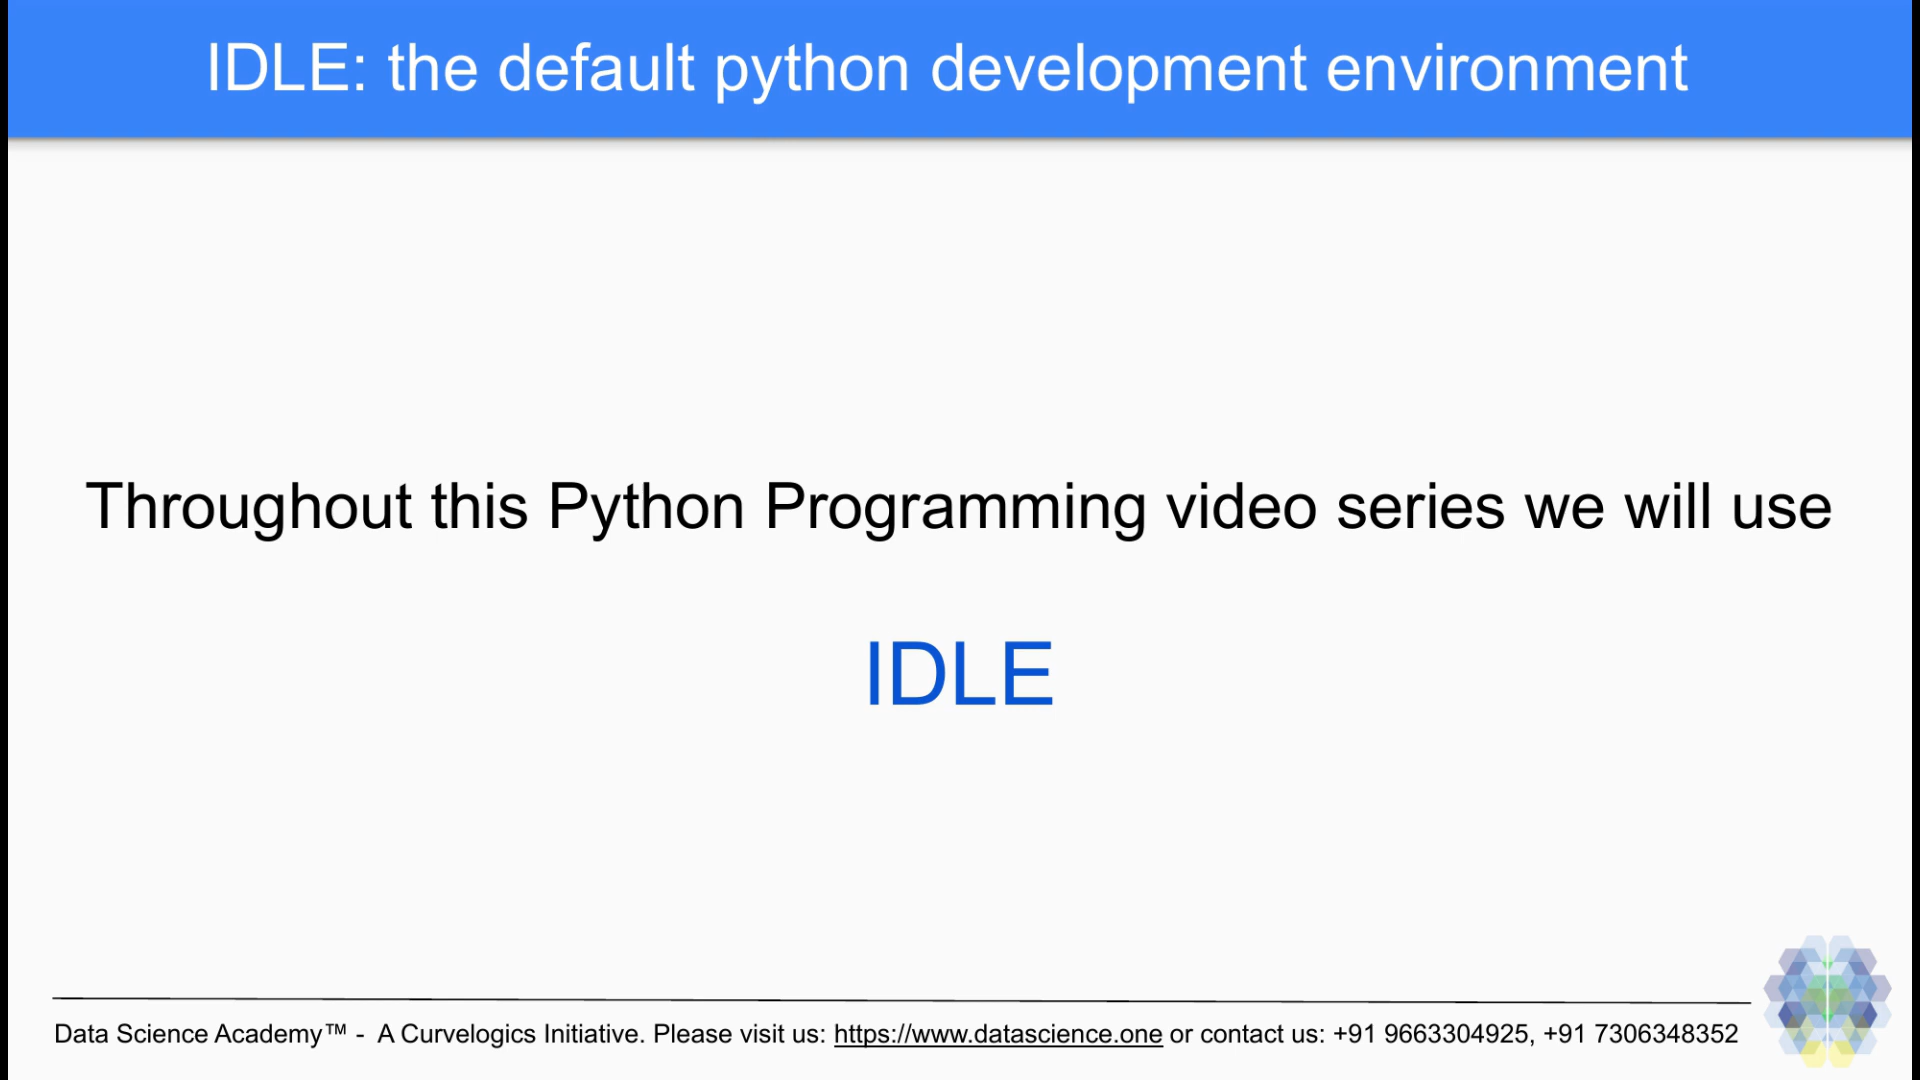 IDLE: the default python development environment
Throughout this Python Programming video series we will use
IDLE
Data Science Academy™ - A Curvelogics Initiative. Please visit us: https://www.datascience.one or contact us: +91 9663304925, +91 7306348352